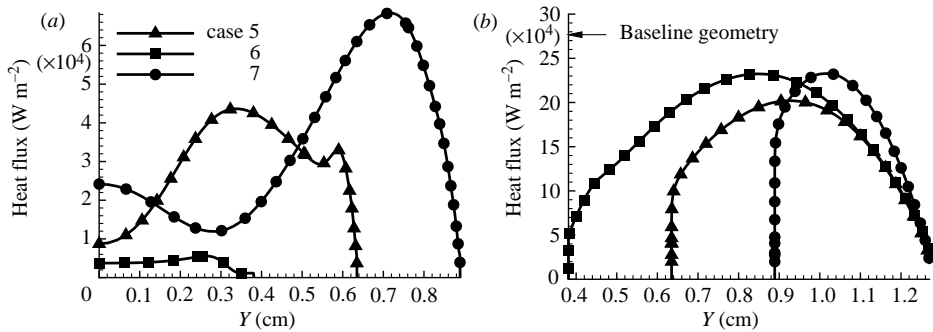 (a)
case 5
6
7
6
(×10⁴)
4
3
2
1
Heat flux (W m⁻²)
0 0.1 0.2 0.3 0.4 0.5 0.6 0.7 0.8
Y (cm)
(b)
Baseline geometry
30
(×10⁴)
25
20
15
10
5
0
Heat flux (W m⁻²)
0.4 0.5 0.6 0.7 0.8 0.9 1.0 1.1 1.2
Y (cm)